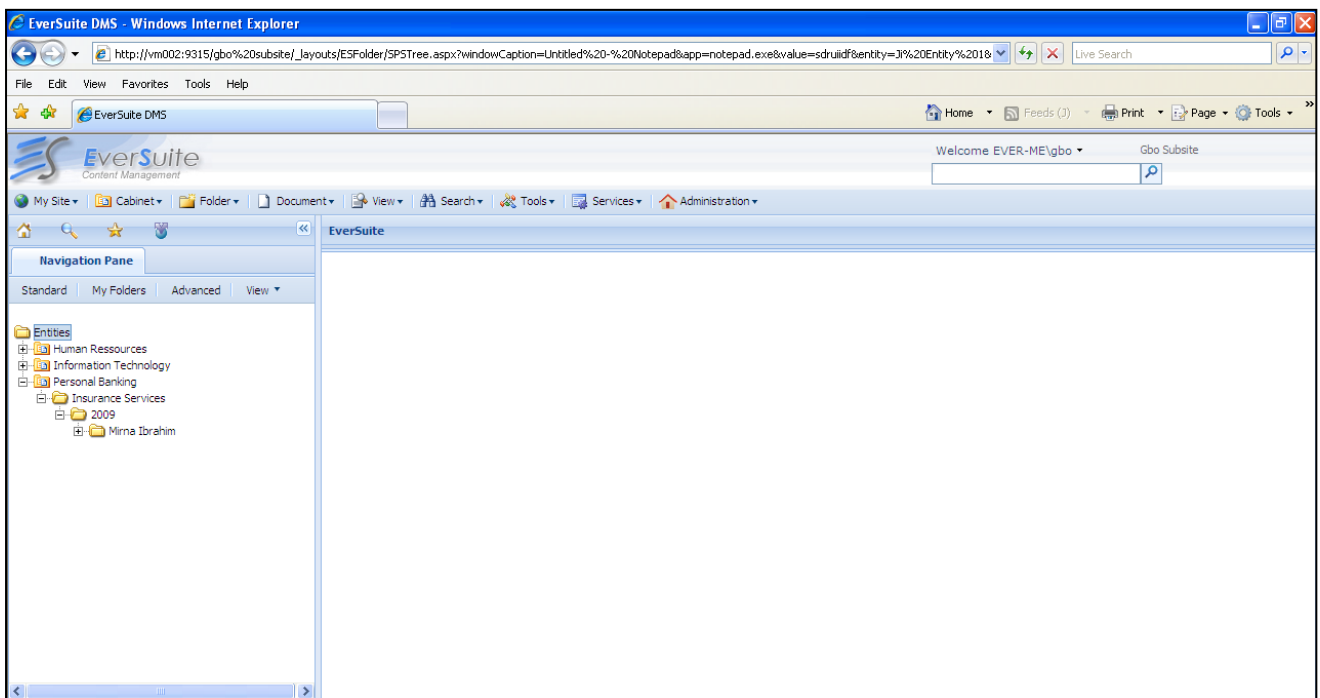 EverSuite DMS - Windows Internet Explorer
http://vm002:9315/gbo%20subsite/_layouts/ESFolder/SPSTree.aspx?windowCaption=Untitled%20-%20Notepad&app=notepad.exe&value=sdruiidf&entity=Ji%20Entity%201& Live Search
File Edit View Favorites Tools Help
EverSuite DMS Home Feeds (J) Print Page Tools »
EverSuite Welcome EVER-ME\gbo Gbo Subsite
Content Management
My Site Cabinet Folder Document View Search Tools Services Administration
« EverSuite
Navigation Pane
Standard My Folders Advanced View
Entities
Human Ressources
Information Technology
Personal Banking
Insurance Services
2009
Mirna Ibrahim